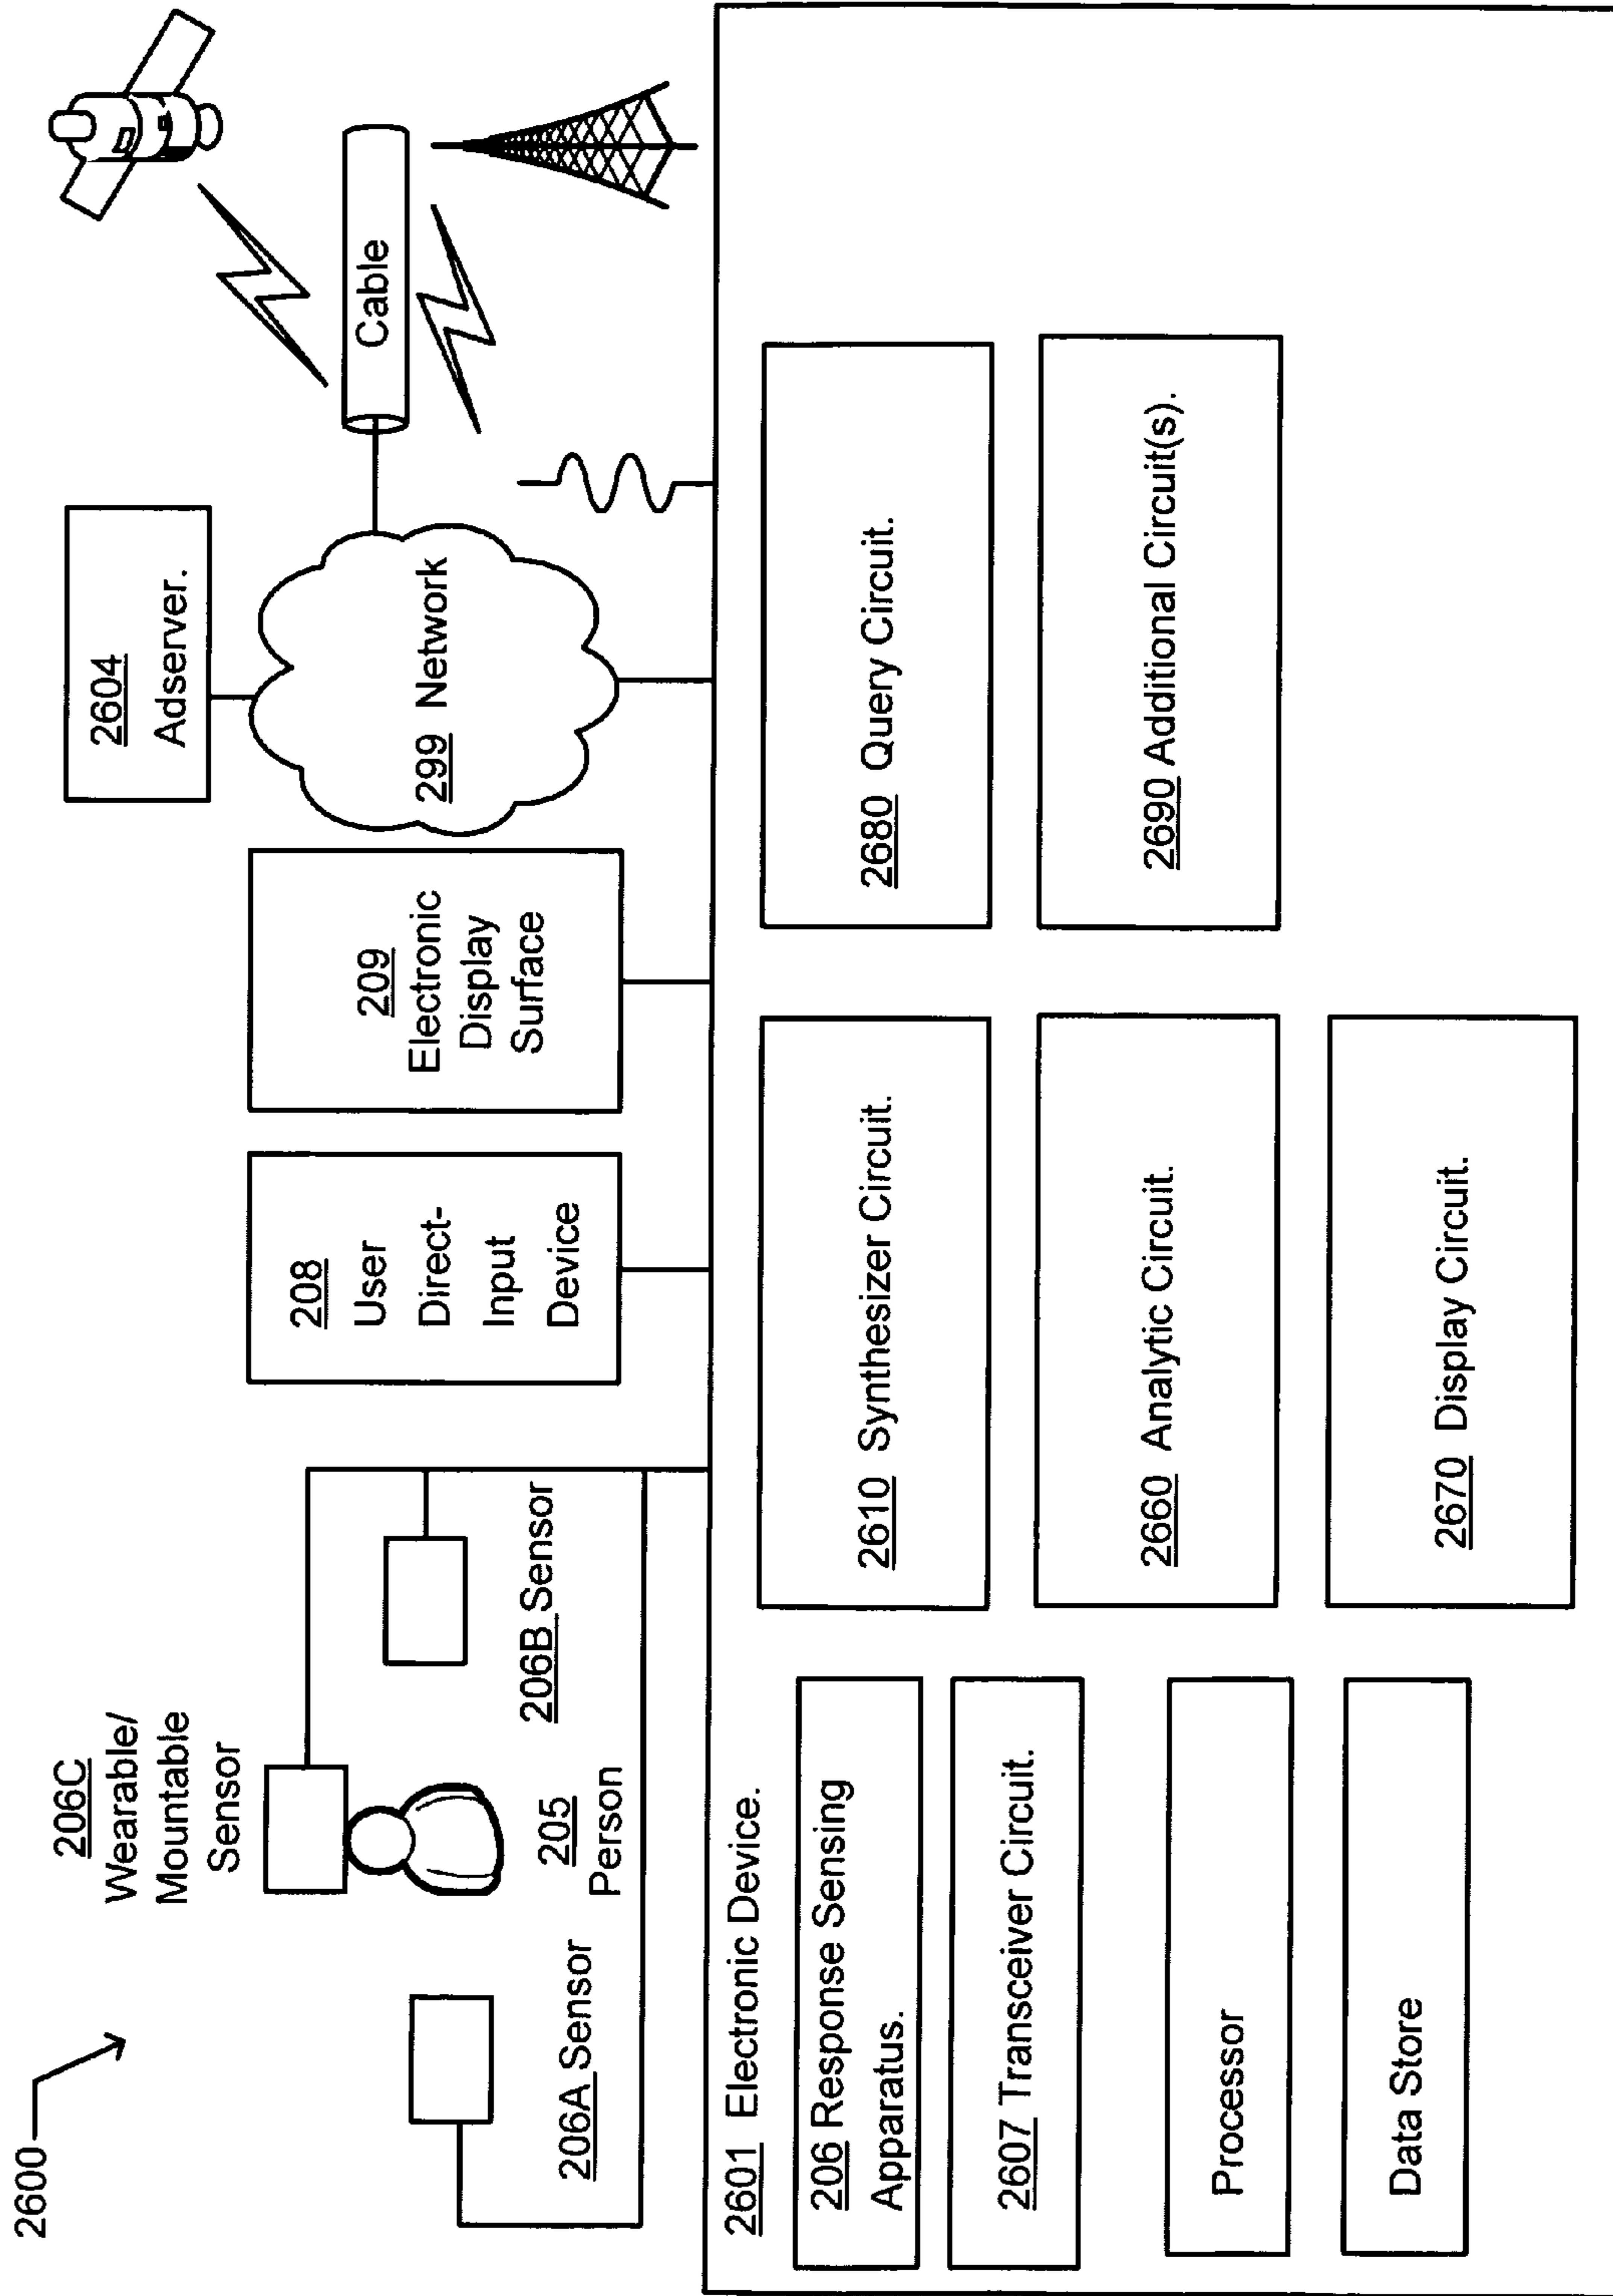 2600
206C
Wearable/
Mountable
Sensor
206A Sensor
205
Person
206B Sensor
208
User
Direct-
Input
Device
209
Electronic
Display
Surface
2604
Adserver.
299 Network
Cable
2601 Electronic Device.
206 Response Sensing
Apparatus.
2607 Transceiver Circuit.
Processor
Data Store
2610 Synthesizer Circuit.
2660 Analytic Circuit.
2670 Display Circuit.
2680 Query Circuit.
2690 Additional Circuit(s).